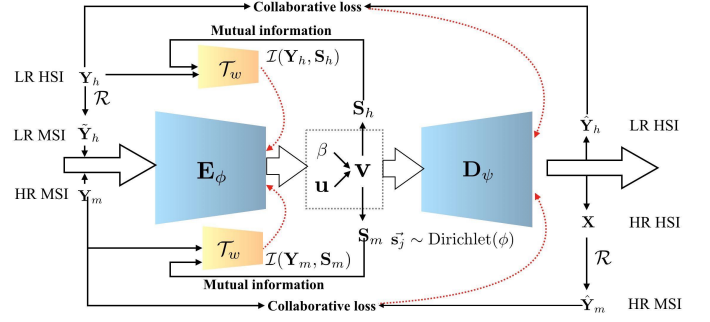 Collaborative loss
Mutual information
𝒯_w
ℐ(Y_h, S_h)
LR HSI Y_h
ℛ
S_h
LR MSI Ỹ_h
Ŷ_h LR HSI
E_ϕ
β
u
v
D_ψ
HR MSI Y_m
X HR HSI
𝒯_w
ℐ(Y_m, S_m)
S_m s⃗_j ∼ Dirichlet(ϕ)
ℛ
Mutual information
Collaborative loss
Ŷ_m HR MSI